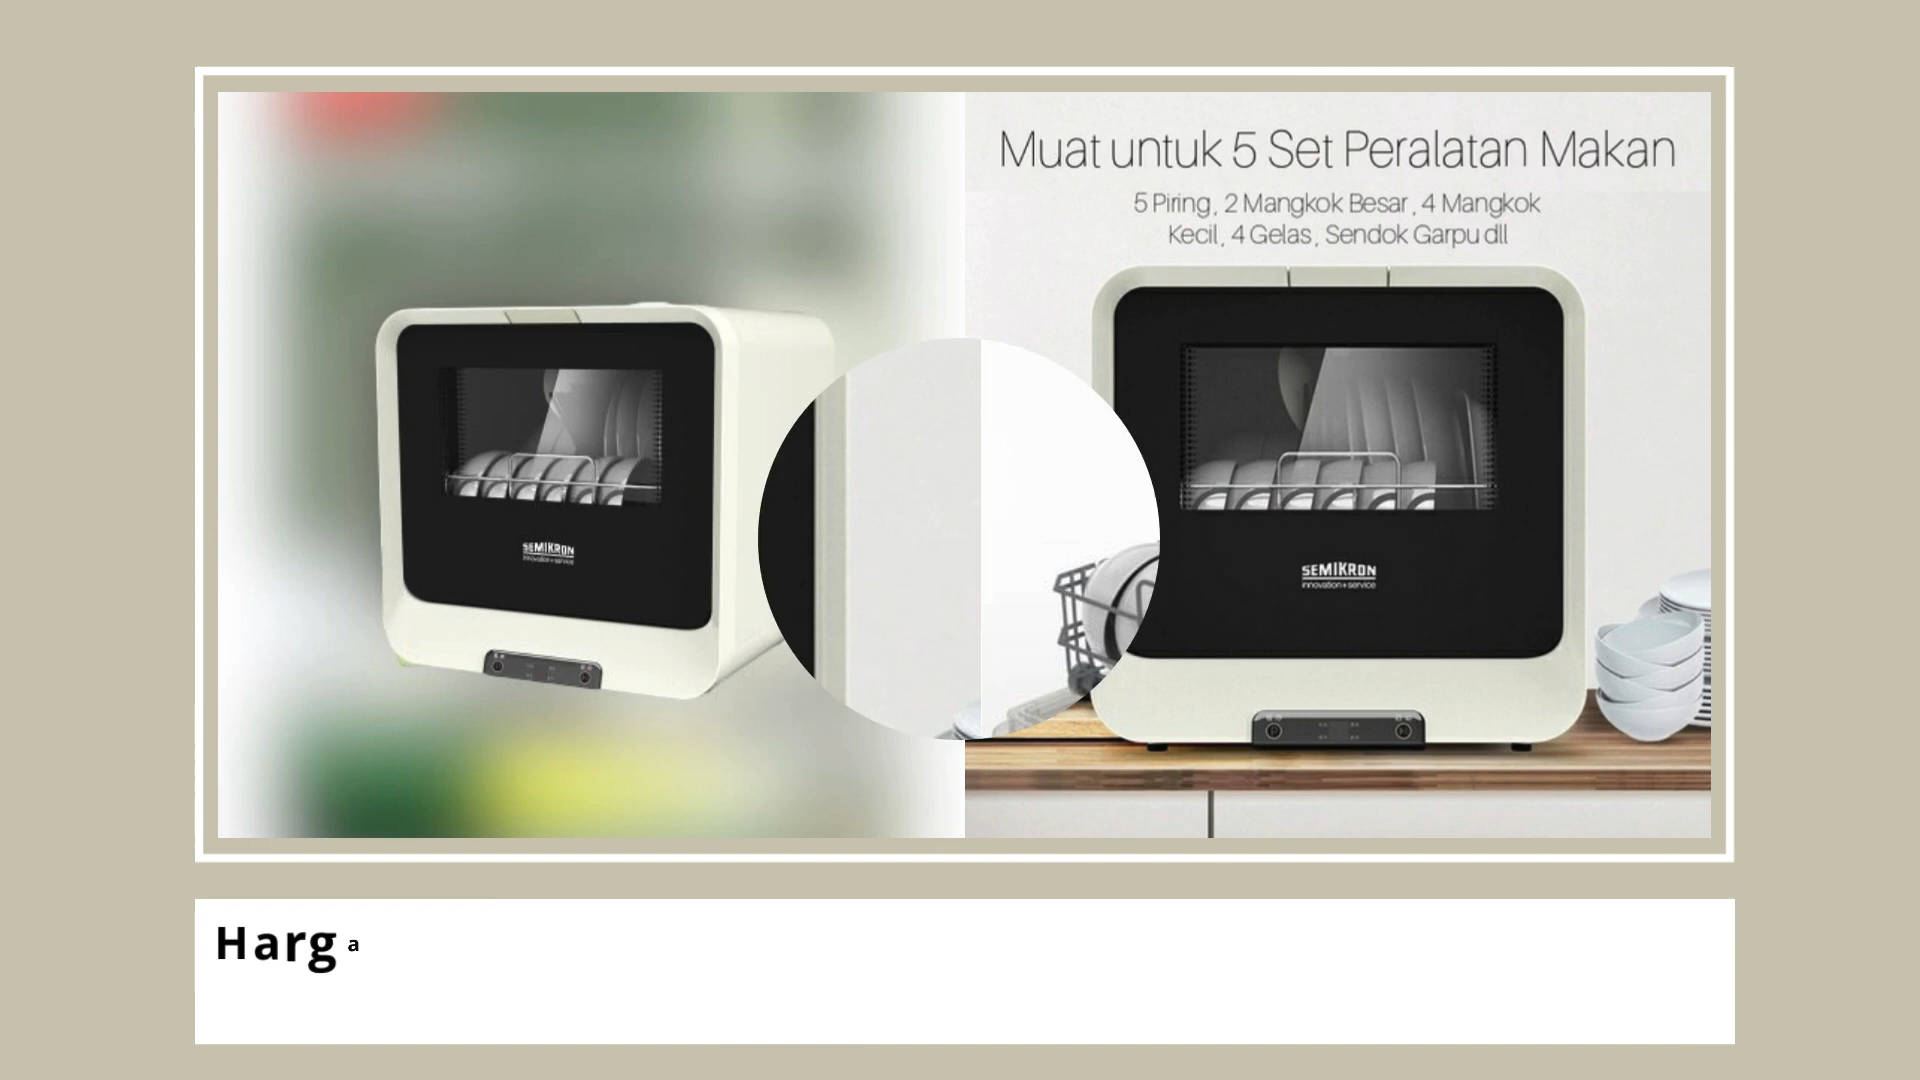 Muat untuk 5 Set Peralatan Makan
5 Piring, 2 Mangkok Besar, 4 Mangkok
Kecil, 4 Gelas, Sendok Garpu dll
SEMIKRON
innovation+service
SEMIKRON
innovation+service
Harga